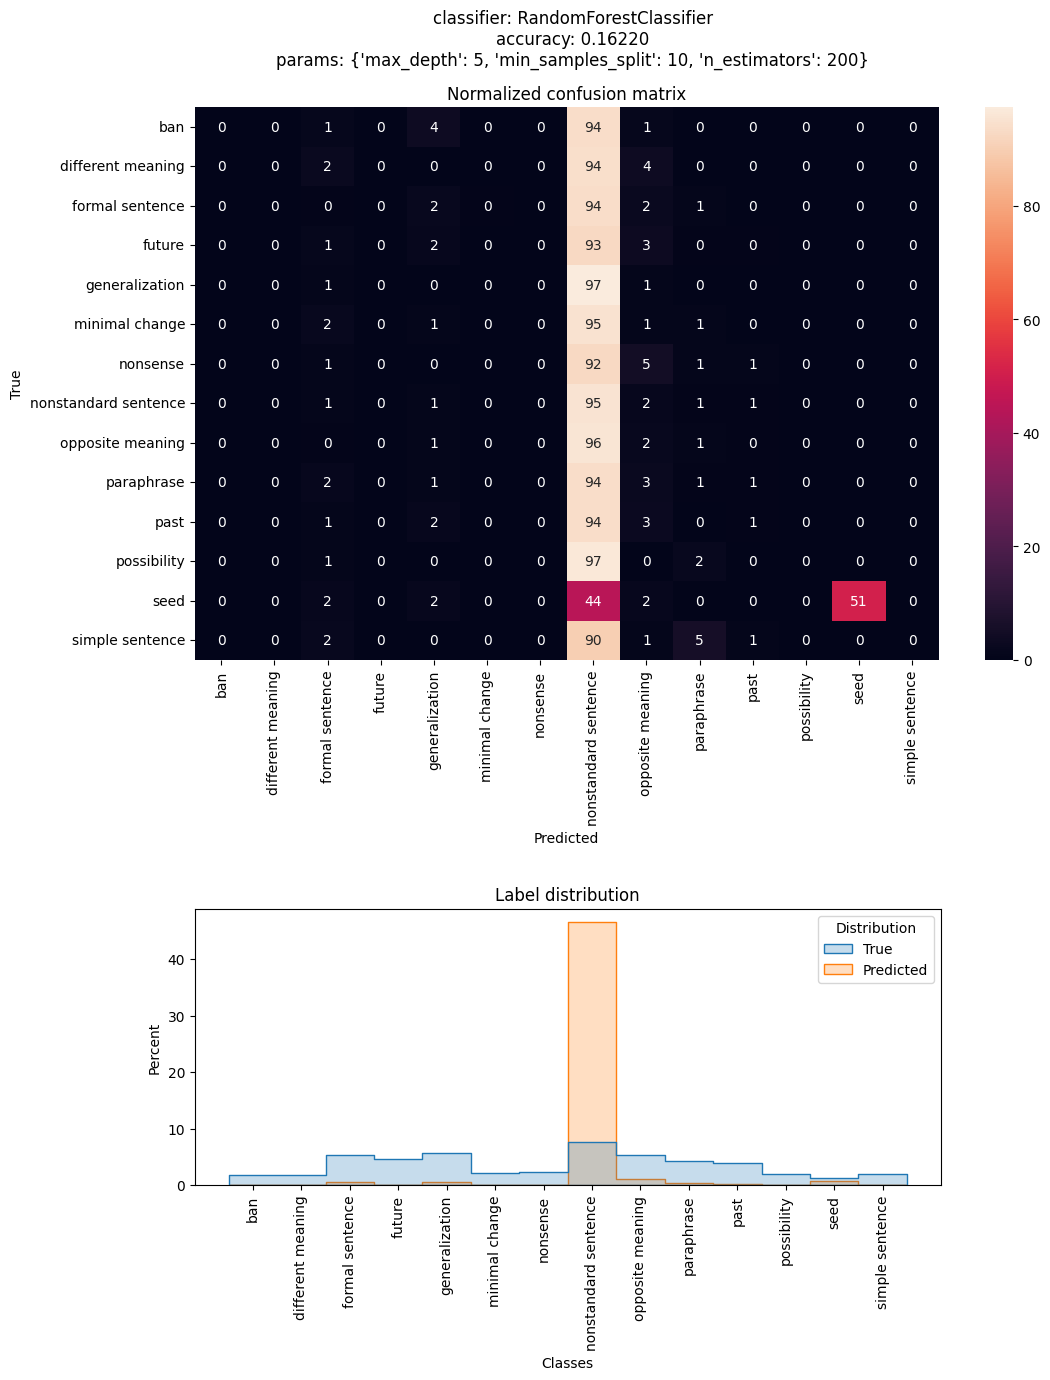 classifier: RandomForestClassifier
accuracy: 0.16220
params: {'max_depth': 5, 'min_samples_split': 10, 'n_estimators': 200}
Normalized confusion matrix
True
ban 0 0 1 0 4 0 0 94 1 0 0 0 0 0
different meaning 0 0 2 0 0 0 0 94 4 0 0 0 0 0
formal sentence 0 0 0 0 2 0 0 94 2 1 0 0 0 0
future 0 0 1 0 2 0 0 93 3 0 0 0 0 0
generalization 0 0 1 0 0 0 0 97 1 0 0 0 0 0
minimal change 0 0 2 0 1 0 0 95 1 1 0 0 0 0
nonsense 0 0 1 0 0 0 0 92 5 1 1 0 0 0
nonstandard sentence 0 0 1 0 1 0 0 95 2 1 1 0 0 0
opposite meaning 0 0 0 0 1 0 0 96 2 1 0 0 0 0
paraphrase 0 0 2 0 1 0 0 94 3 1 1 0 0 0
past 0 0 1 0 2 0 0 94 3 0 1 0 0 0
possibility 0 0 1 0 0 0 0 97 0 2 0 0 0 0
seed 0 0 2 0 2 0 0 44 2 0 0 0 51 0
simple sentence 0 0 2 0 0 0 0 90 1 5 1 0 0 0
80
60
40
20
0
ban
different meaning
formal sentence
future
generalization
minimal change
nonsense
nonstandard sentence
opposite meaning
paraphrase
past
possibility
seed
simple sentence
Predicted
Label distribution
Percent
40
30
20
10
0
Distribution
True
Predicted
ban
different meaning
formal sentence
future
generalization
minimal change
nonsense
nonstandard sentence
opposite meaning
paraphrase
past
possibility
seed
simple sentence
Classes